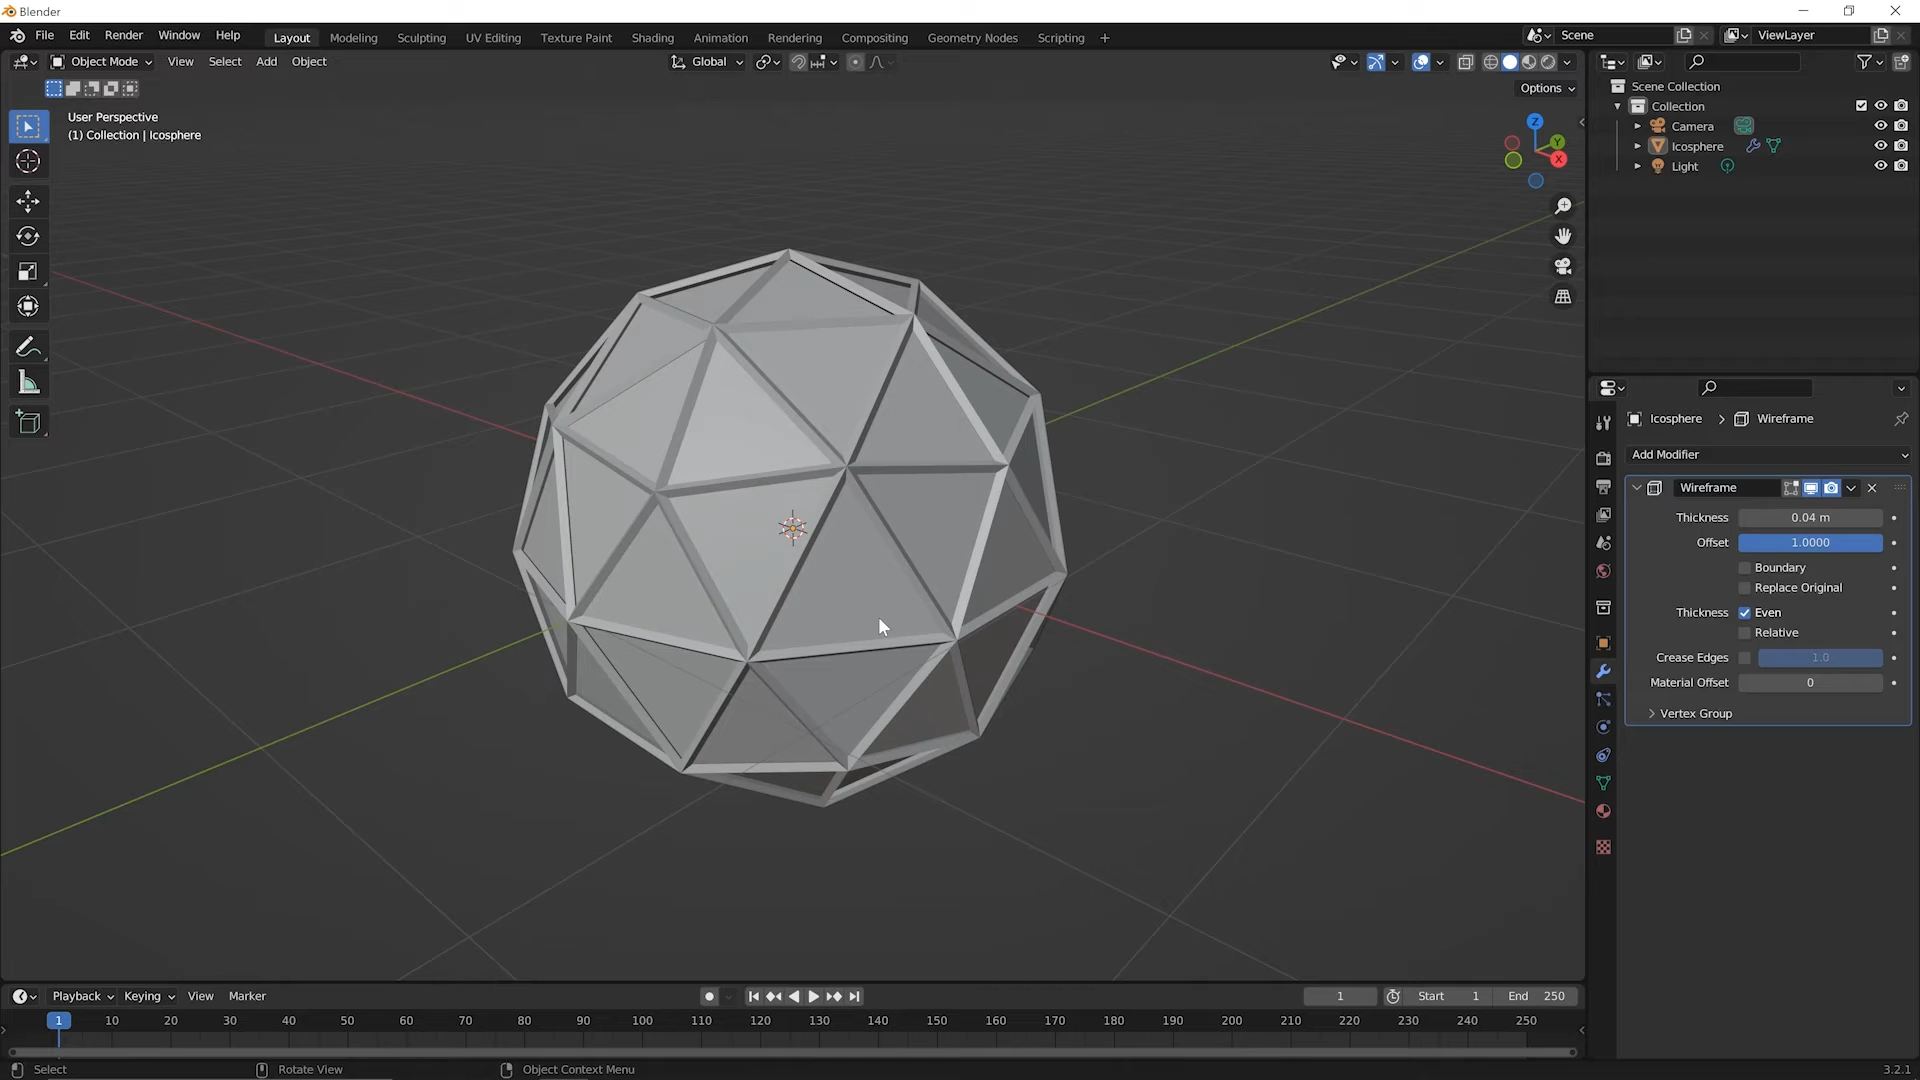 Blender
File Edit Render Window Help Layout Modeling Sculpting UV Editing Texture Paint Shading Animation Rendering Compositing Geometry Nodes Scripting + Scene ViewLayer
Object Mode View Select Add Object Global
Options
User Perspective
(1) Collection | Icosphere
Z
Y
X
Scene Collection
Collection
Camera
Icosphere
Light
Icosphere > Wireframe
Add Modifier
Wireframe
Thickness 0.04 m
Offset 1.0000
Boundary
Replace Original
Thickness Even
Relative
Crease Edges 1.0
Material Offset 0
Vertex Group
Playback Keying View Marker 1 Start 1 End 250
1 10 20 30 40 50 60 70 80 90 100 110 120 130 140 150 160 170 180 190 200 210 220 230 240 250
Select Rotate View Object Context Menu 3.2.1